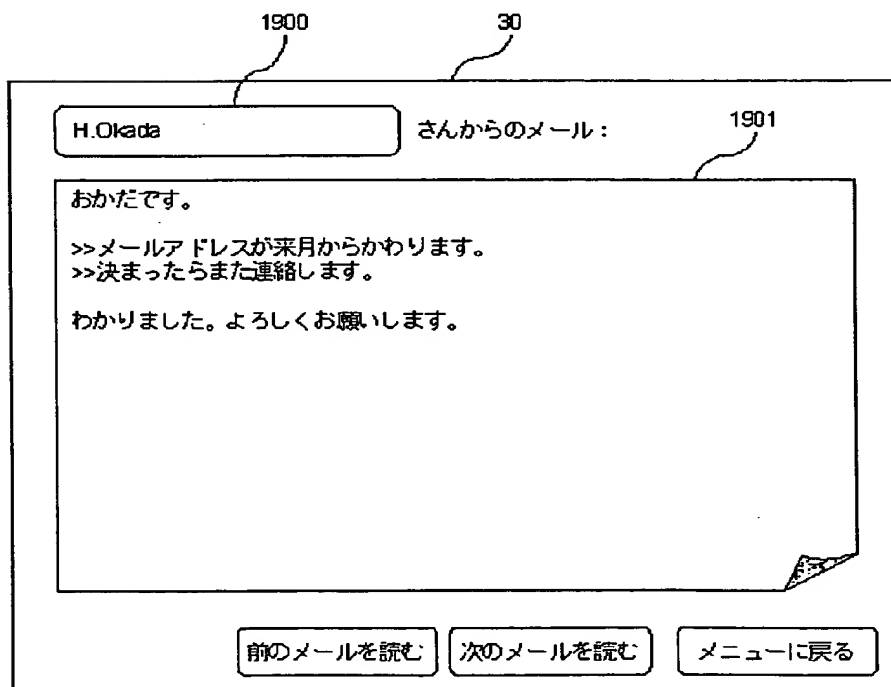 1900 30
H.Okada さんからのメール： 1901
おかだです。
>>メールアドレスが来月からかわります。
>>決まったらまた連絡します。
わかりました。よろしくお願いします。
前のメールを読む 次のメールを読む メニューに戻る